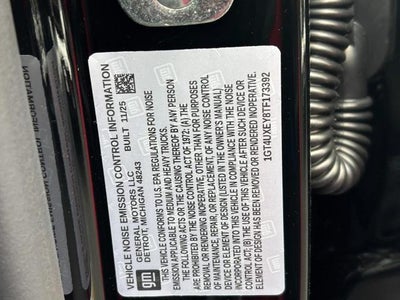 VEHICLE NOISE EMISSION CONTROL INFORMATION
GENERAL MOTORS LLC BUILT 11/25
DETROIT, MICHIGAN 48243
THIS VEHICLE CONFORMS TO U.S. EPA REGULATIONS FOR NOISE
EMISSION APPLICABLE TO MEDIUM AND HEAVY TRUCKS.
THE FOLLOWING ACTS OR THE CAUSING THEREOF BY ANY PERSON
ARE PROHIBITED BY THE NOISE CONTROL ACT OF 1972: (A) THE
REMOVAL OR RENDERING INOPERATIVE, OTHER THAN FOR PURPOSES
OF MAINTENANCE, REPAIR, OR REPLACEMENT, OF ANY NOISE CONTROL
DEVICE OR ELEMENT OF DESIGN (LISTED IN THE OWNER'S MANUAL)
INCORPORATED INTO THIS VEHICLE IN COMPLIANCE WITH THE NOISE
CONTROL ACT; (B) THE USE OF THIS VEHICLE AFTER SUCH DEVICE OR
ELEMENT OF DESIGN HAS BEEN REMOVED OR RENDERED INOPERATIVE.
1GT4UXEY8TF173392
gm